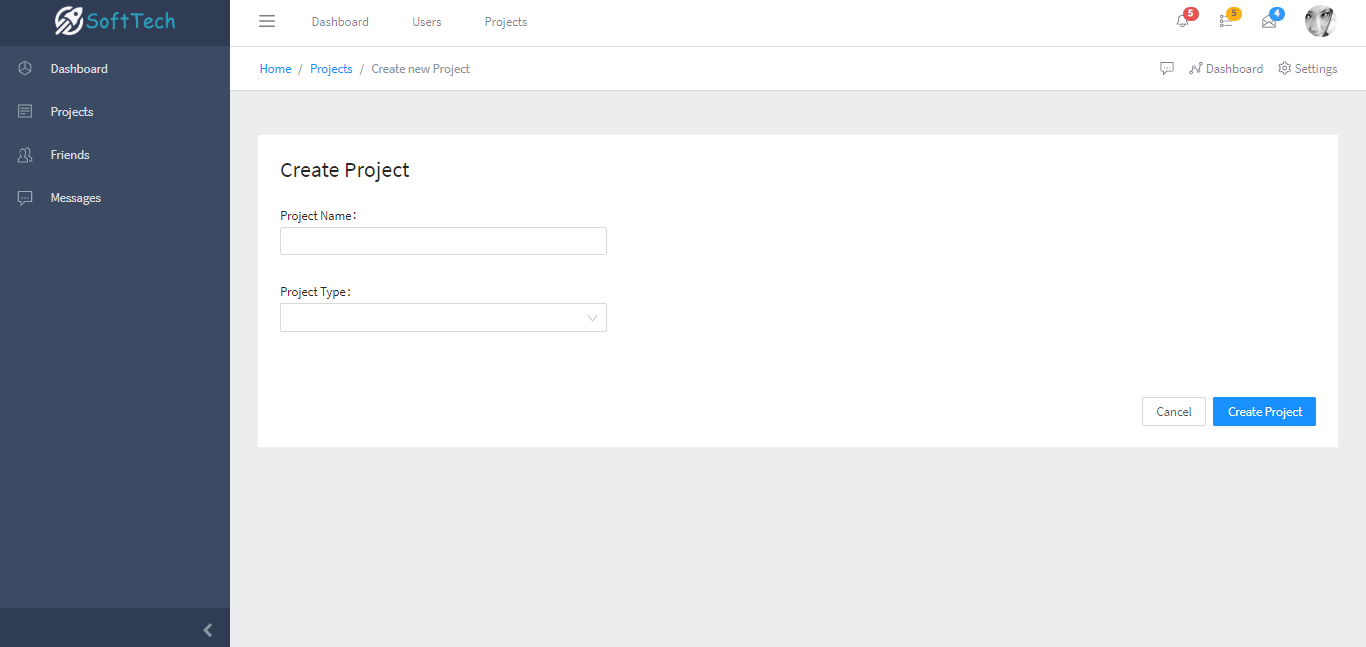 SoftTech
Dashboard Users Projects
5 5 4
Home / Projects / Create new Project
Dashboard Settings
Dashboard
Projects
Friends
Messages
Create Project
Project Name:
Project Type:
Cancel Create Project